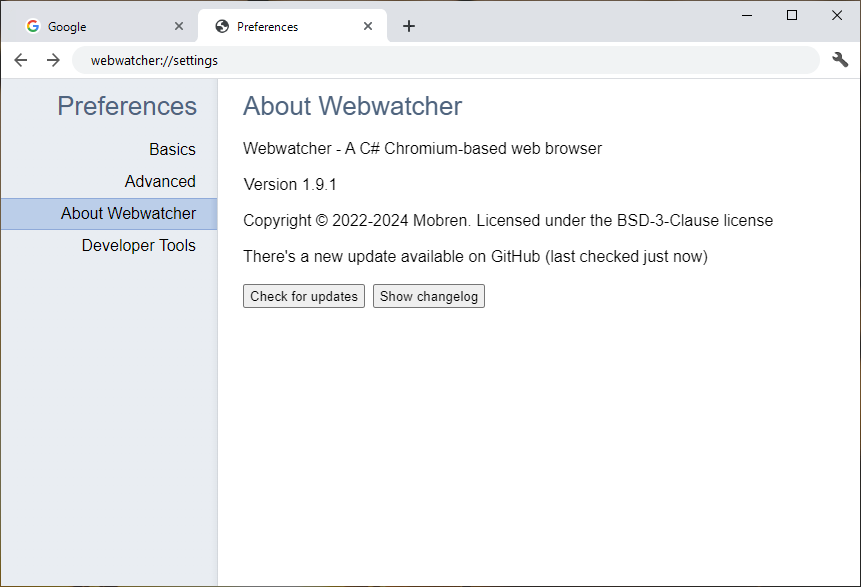 Google
Preferences
webwatcher://settings
Preferences
Basics
Advanced
About Webwatcher
Developer Tools
About Webwatcher
Webwatcher - A C# Chromium-based web browser
Version 1.9.1
Copyright © 2022-2024 Mobren. Licensed under the BSD-3-Clause license
There's a new update available on GitHub (last checked just now)
Check for updates
Show changelog